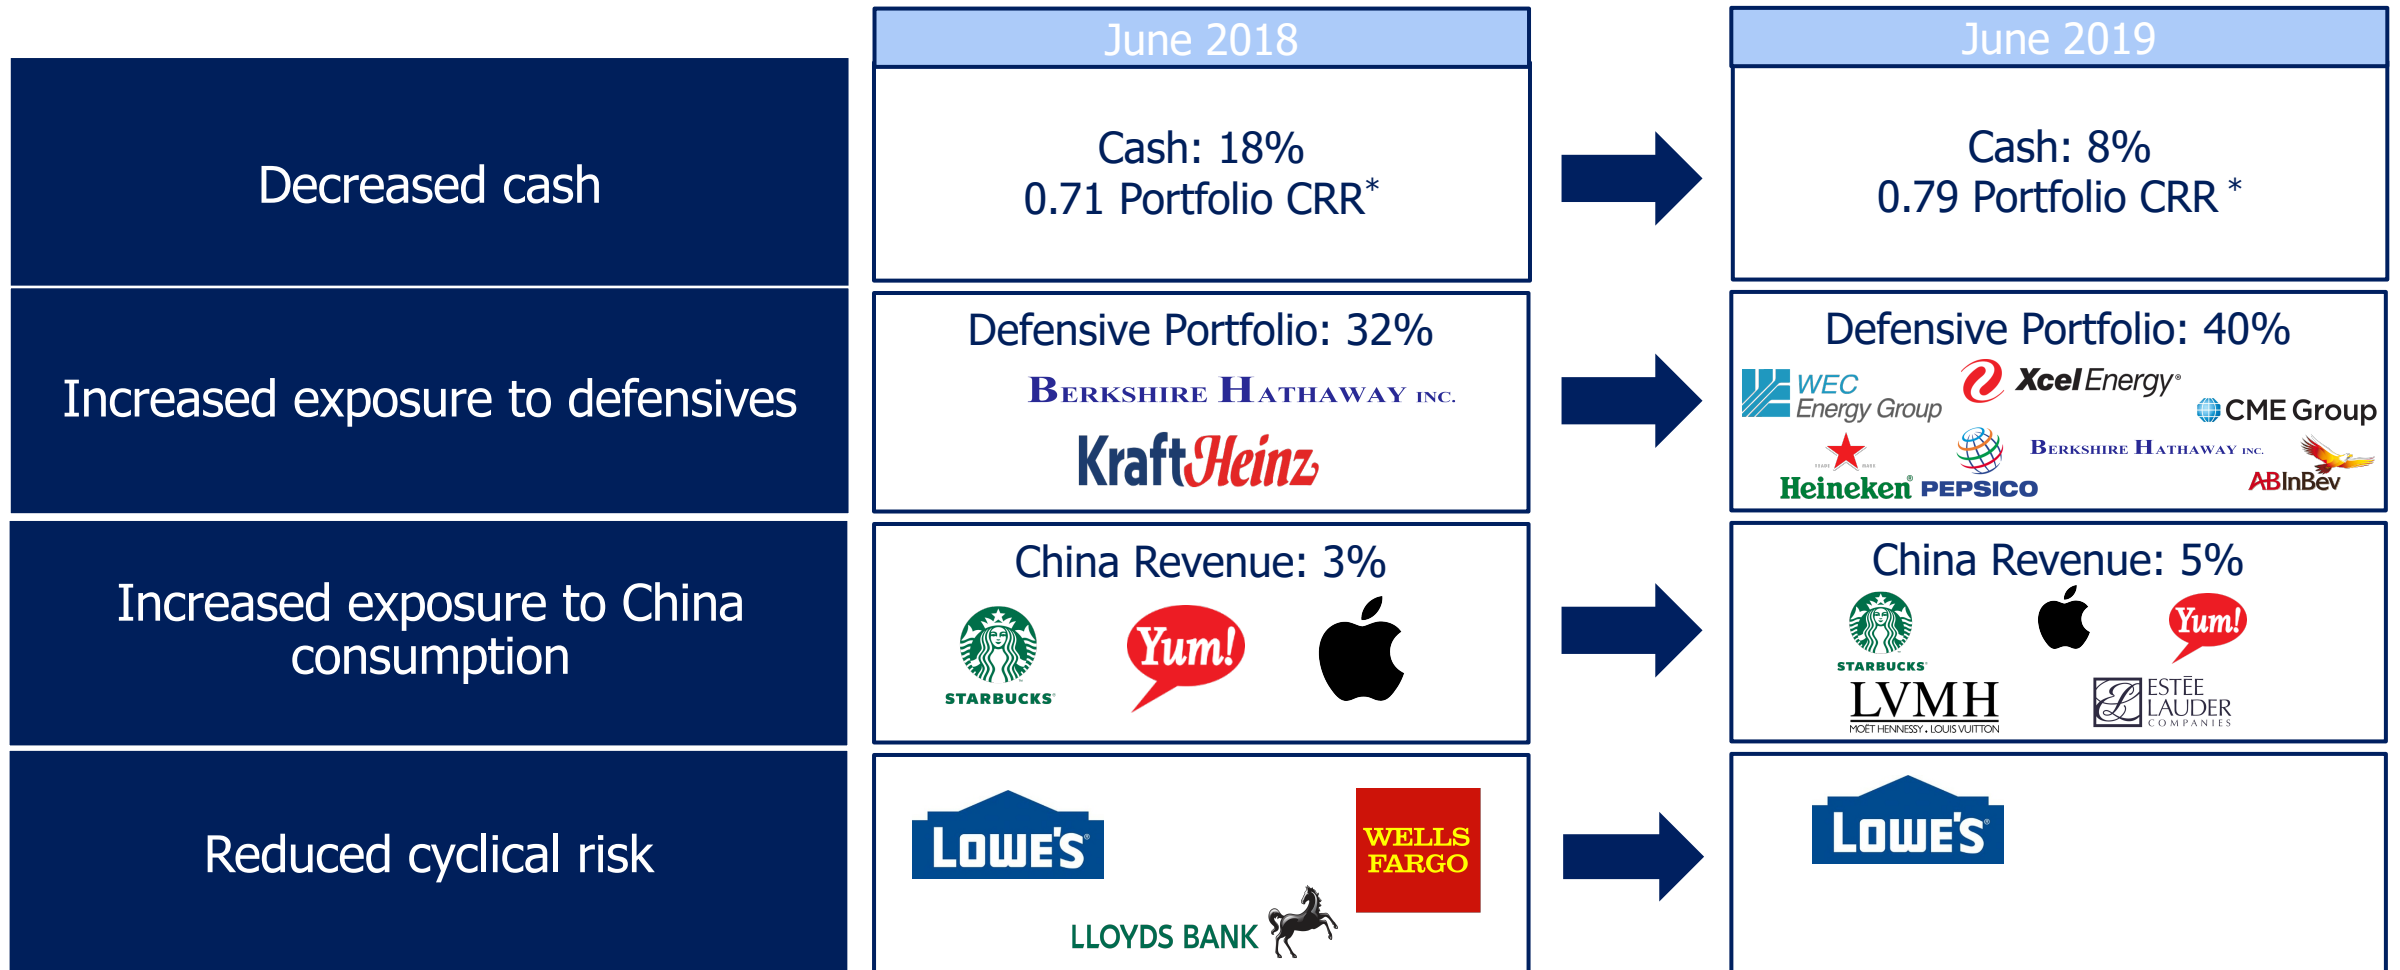 June 2018
June 2019
Decreased cash
Cash: 18%
0.71 Portfolio CRR*
Cash: 8%
0.79 Portfolio CRR *
Increased exposure to defensives
Defensive Portfolio: 32%
BERKSHIRE HATHAWAY INC.
KraftHeinz
Defensive Portfolio: 40%
WEC
Energy Group
Xcel Energy®
CME Group
TRADE MARK
Heineken®
PEPSICO
BERKSHIRE HATHAWAY INC.
ABInBev
Increased exposure to China
consumption
China Revenue: 3%
STARBUCKS
Yum!
China Revenue: 5%
STARBUCKS
Yum!
LVMH
MOËT HENNESSY . LOUIS VUITTON
ESTĒE
LAUDER
COMPANIES
Reduced cyclical risk
LOWE'S
WELLS
FARGO
LLOYDS BANK
LOWE'S